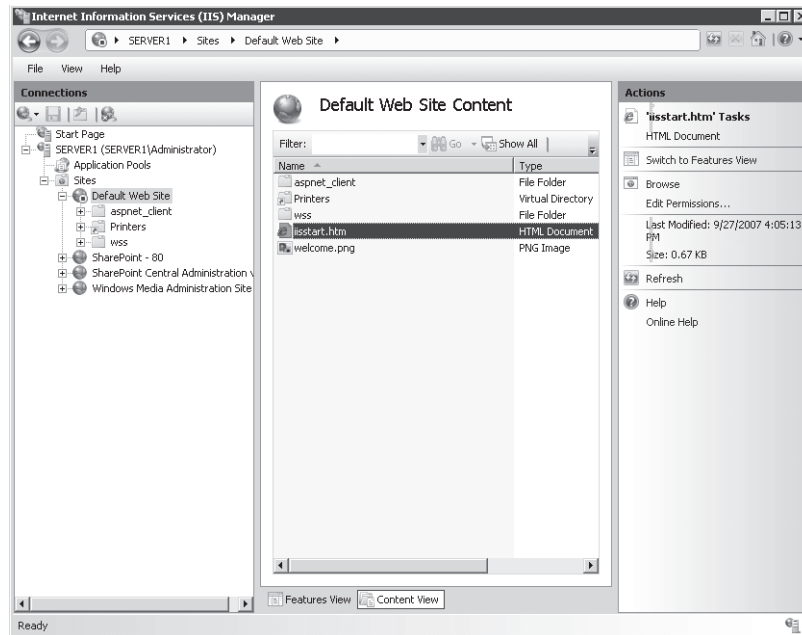 Internet Information Services (IIS) Manager
SERVER1 Sites Default Web Site
File View Help
Connections
Start Page
SERVER1 (SERVER1\Administrator)
Application Pools
Sites
Default Web Site
aspnet_client
Printers
wss
SharePoint - 80
SharePoint Central Administration v
Windows Media Administration Site
Default Web Site Content
Filter: Go Show All
Name Type
aspnet_client File Folder
Printers Virtual Directory
wss File Folder
iisstart.htm HTML Document
welcome.png PNG Image
Features View Content View
Actions
'iisstart.htm' Tasks
HTML Document
Switch to Features View
Browse
Edit Permissions...
Last Modified: 9/27/2007 4:05:13
PM
Size: 0.67 KB
Refresh
Help
Online Help
Ready